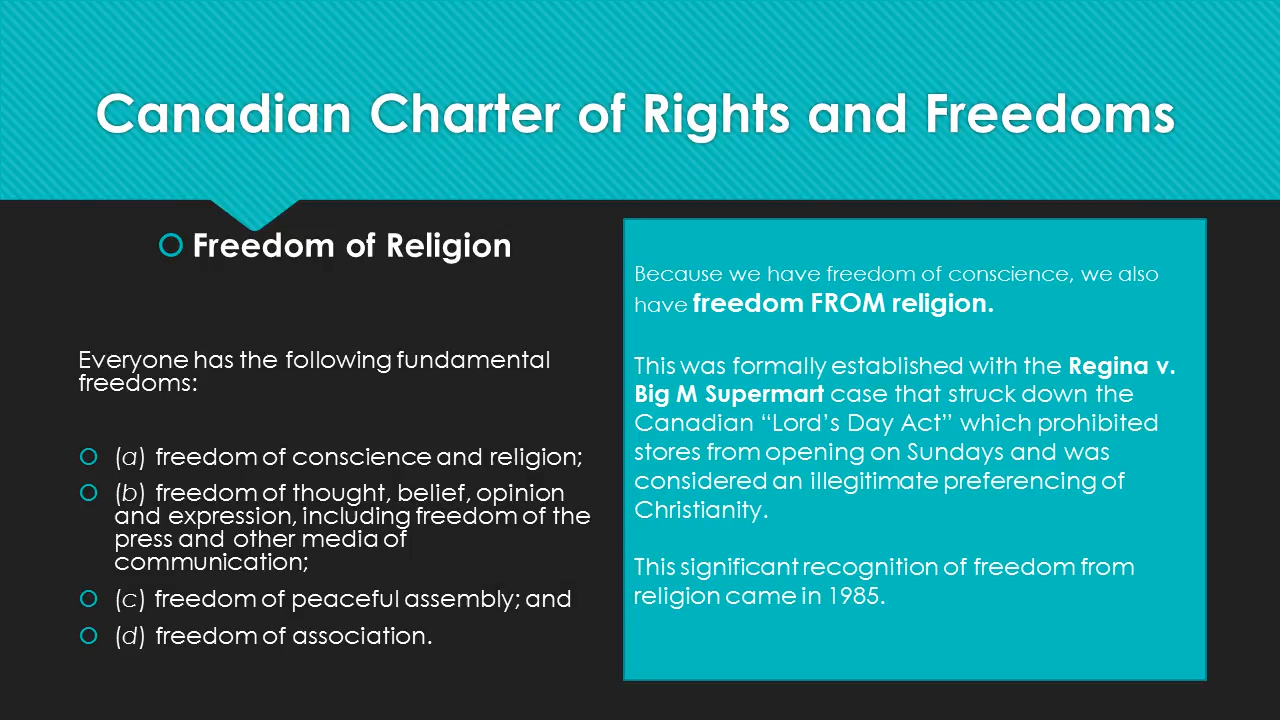 Canadian Charter of Rights and Freedoms
Freedom of Religion
Everyone has the following fundamental
freedoms:
(a) freedom of conscience and religion;
(b) freedom of thought, belief, opinion
and expression, including freedom of the
press and other media of
communication;
(c) freedom of peaceful assembly; and
(d) freedom of association.
Because we have freedom of conscience, we also
have freedom FROM religion.
This was formally established with the Regina v.
Big M Supermart case that struck down the
Canadian “Lord’s Day Act” which prohibited
stores from opening on Sundays and was
considered an illegitimate preferencing of
Christianity.
This significant recognition of freedom from
religion came in 1985.